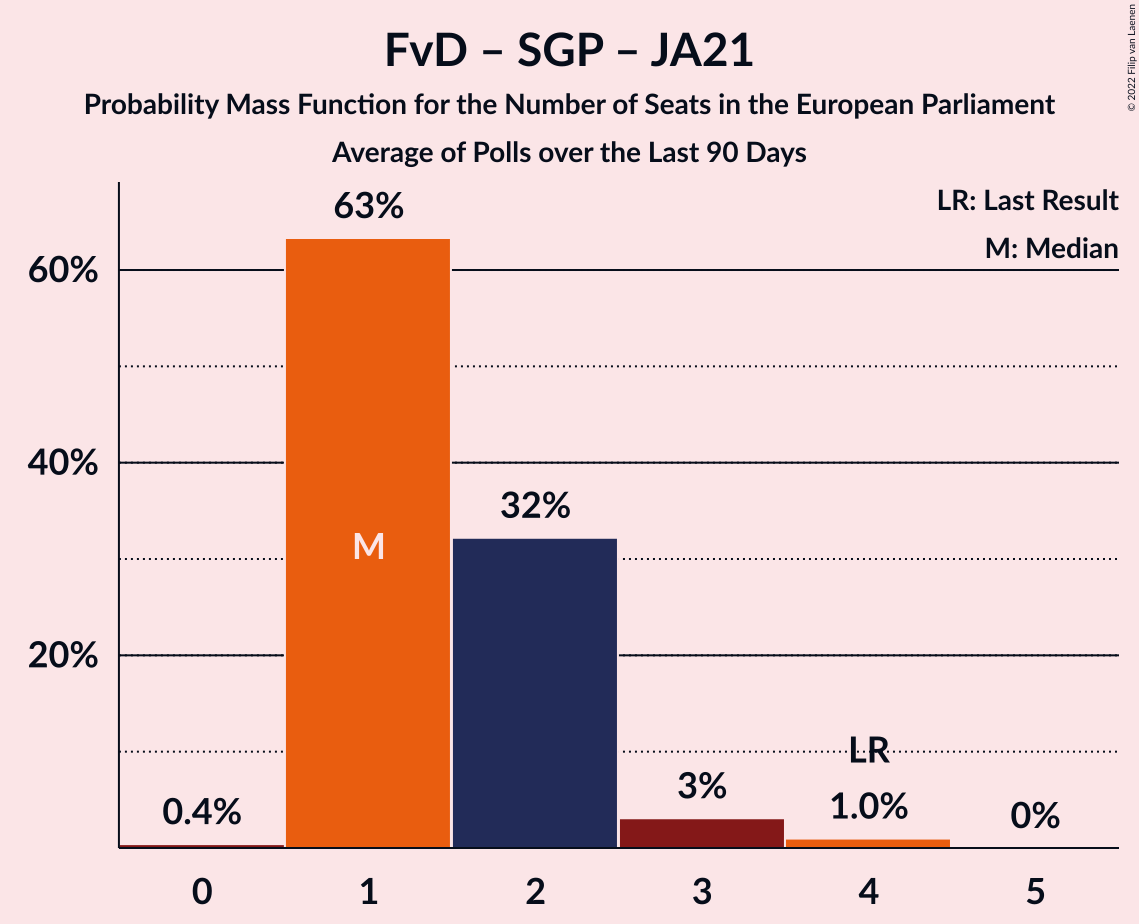 FvD – SGP – JA21
Probability Mass Function for the Number of Seats in the European Parliament
Average of Polls over the Last 90 Days
© 2022 Filip van Laenen
LR: Last Result
M: Median
63%
60%
40%
32%
M
20%
LR
3%
1.0%
0.4%
0%
0 1 2 3 4 5